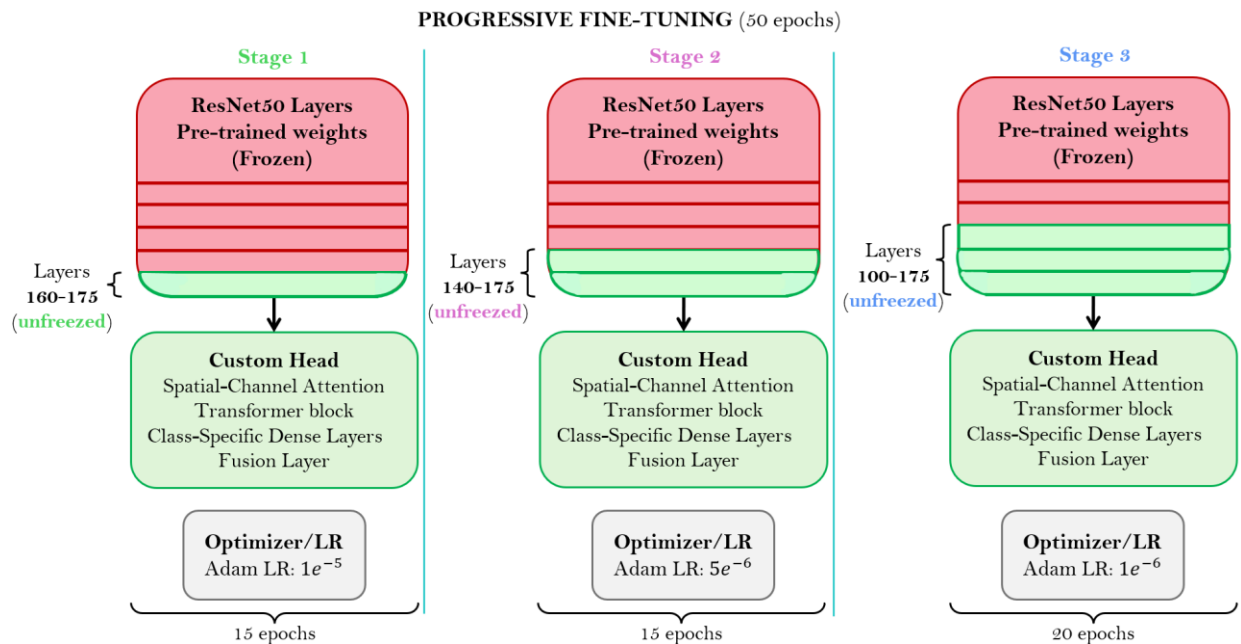 PROGRESSIVE FINE-TUNING (50 epochs)
Stage 1
ResNet50 Layers
Pre-trained weights
(Frozen)
Layers
160-175
(unfreezed)
Custom Head
Spatial-Channel Attention
Transformer block
Class-Specific Dense Layers
Fusion Layer
Optimizer/LR
Adam LR: 1e⁻⁵
15 epochs
Stage 2
ResNet50 Layers
Pre-trained weights
(Frozen)
Layers
140-175
(unfreezed)
Custom Head
Spatial-Channel Attention
Transformer block
Class-Specific Dense Layers
Fusion Layer
Optimizer/LR
Adam LR: 5e⁻⁶
15 epochs
Stage 3
ResNet50 Layers
Pre-trained weights
(Frozen)
Layers
100-175
(unfreezed)
Custom Head
Spatial-Channel Attention
Transformer block
Class-Specific Dense Layers
Fusion Layer
Optimizer/LR
Adam LR: 1e⁻⁶
20 epochs